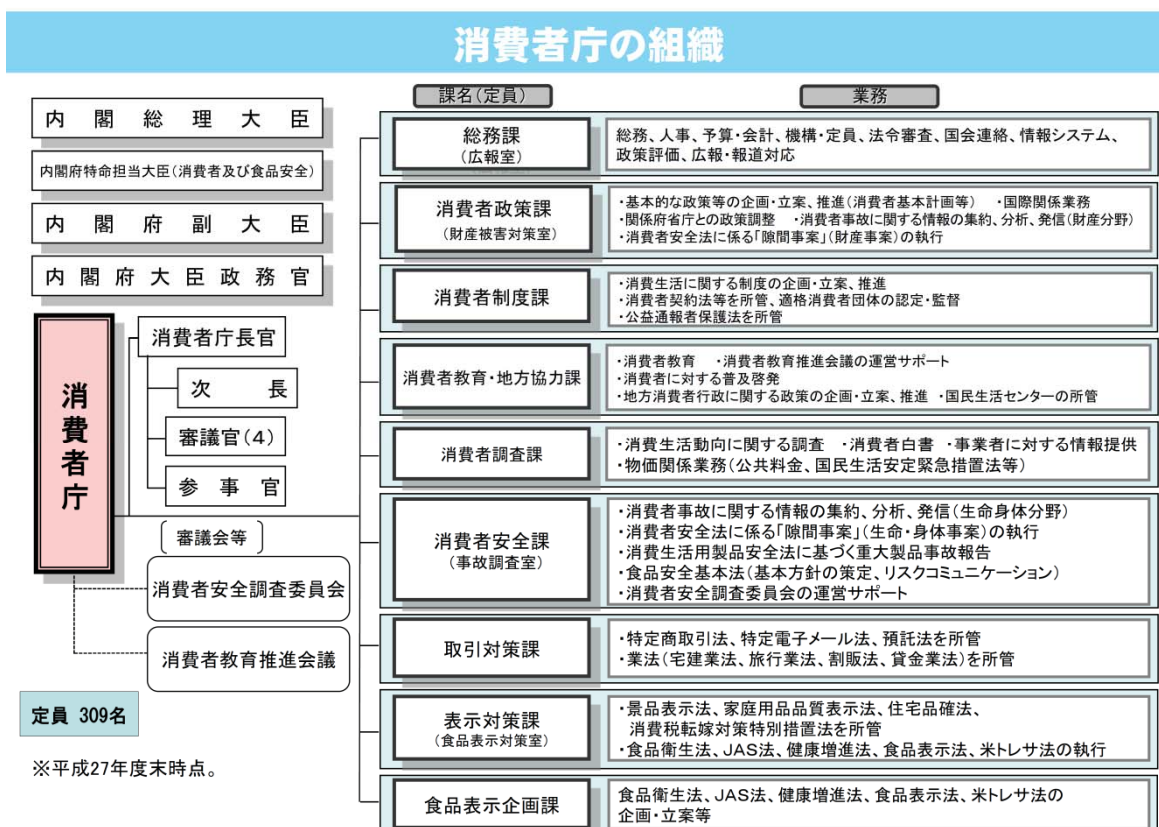 消費者庁の組織
内閣総理大臣
内閣府特命担当大臣(消費者及び食品安全)
内閣府副大臣
内閣府大臣政務官
消費者庁
消費者庁長官
次長
審議官(4)
参事官
審議会等
消費者安全調査委員会
消費者教育推進会議
定員 309名
※平成27年度末時点。
課名(定員)
業務
総務課
(広報室)
総務、人事、予算・会計、機構・定員、法令審査、国会連絡、情報システム、
政策評価、広報・報道対応
消費者政策課
(財産被害対策室)
・基本的な政策等の企画・立案、推進(消費者基本計画等) ・国際関係業務
・関係府省庁との政策調整 ・消費者事故に関する情報の集約、分析、発信(財産分野)
・消費者安全法に係る「隙間事案」(財産事案)の執行
消費者制度課
・消費生活に関する制度の企画・立案、推進
・消費者契約法等を所管、適格消費者団体の認定・監督
・公益通報者保護法を所管
消費者教育・地方協力課
・消費者教育 ・消費者教育推進会議の運営サポート
・消費者に対する普及啓発
・地方消費者行政に関する政策の企画・立案、推進 ・国民生活センターの所管
消費者調査課
・消費生活動向に関する調査 ・消費者白書 ・事業者に対する情報提供
・物価関係業務(公共料金、国民生活安定緊急措置法等)
消費者安全課
(事故調査室)
・消費者事故に関する情報の集約、分析、発信(生命身体分野)
・消費者安全法に係る「隙間事案」(生命・身体事案)の執行
・消費生活用製品安全法に基づく重大製品事故報告
・食品安全基本法(基本方針の策定、リスクコミュニケーション)
・消費者安全調査委員会の運営サポート
取引対策課
・特定商取引法、特定電子メール法、預託法を所管
・業法(宅建業法、旅行業法、割販法、貸金業法)を所管
表示対策課
(食品表示対策室)
・景品表示法、家庭用品品質表示法、住宅品確法、
消費税転嫁対策特別措置法を所管
・食品衛生法、JAS法、健康増進法、食品表示法、米トレサ法の執行
食品表示企画課
食品衛生法、JAS法、健康増進法、食品表示法、米トレサ法の
企画・立案等